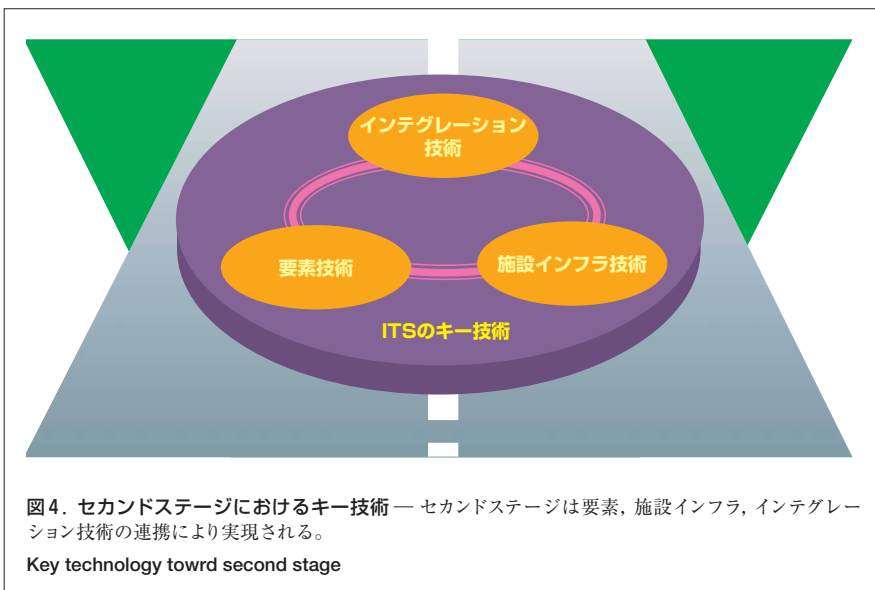 インテグレーション
技術
要素技術
施設インフラ技術
ITSのキー技術
図4．セカンドステージにおけるキー技術 — セカンドステージは要素，施設インフラ，インテグレー
ション技術の連携により実現される。
Key technology towrd second stage